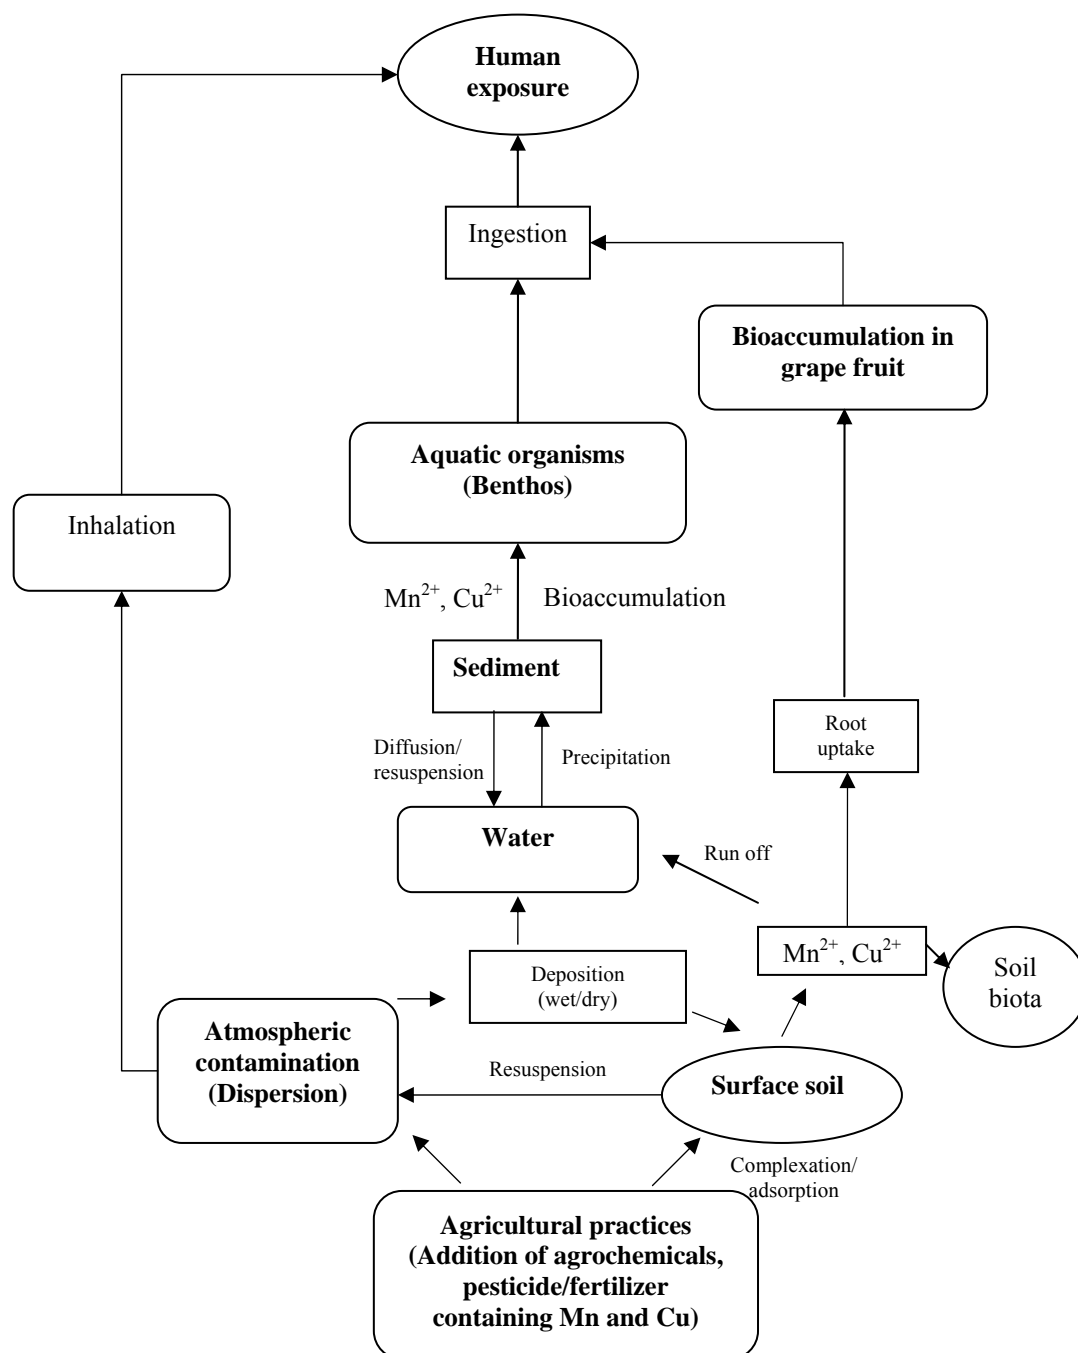 Human
exposure
Ingestion
Bioaccumulation in
grape fruit
Aquatic organisms
(Benthos)
Inhalation
Mn²⁺, Cu²⁺ Bioaccumulation
Sediment
Root
uptake
Diffusion/
resuspension
Precipitation
Water
Run off
Mn²⁺, Cu²⁺
Soil
biota
Deposition
(wet/dry)
Atmospheric
contamination
(Dispersion)
Resuspension
Surface soil
Complexation/
adsorption
Agricultural practices
(Addition of agrochemicals,
pesticide/fertilizer
containing Mn and Cu)